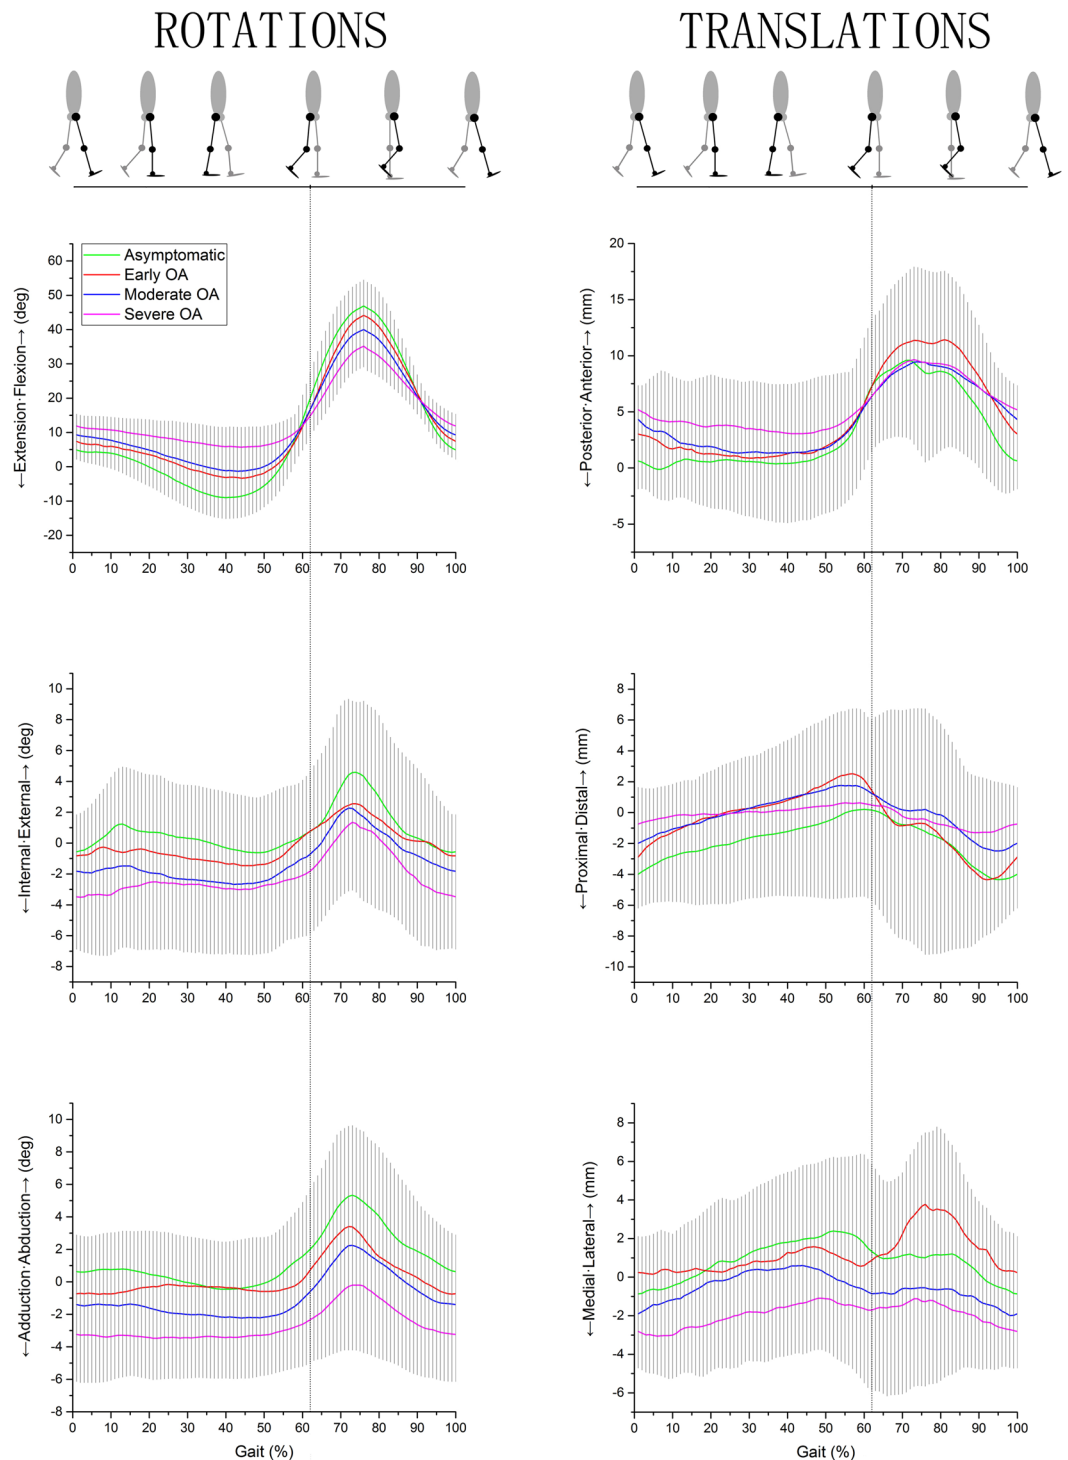 ROTATIONS
TRANSLATIONS
Asymptomatic
Early OA
Moderate OA
Severe OA
←Extension·Flexion→ (deg)
60
50
40
30
20
10
0
-10
-20
0 10 20 30 40 50 60 70 80 90 100
←Posterior·Anterior→ (mm)
20
15
10
5
0
-5
0 10 20 30 40 50 60 70 80 90 100
←Internal·External→ (deg)
10
8
6
4
2
0
-2
-4
-6
-8
0 10 20 30 40 50 60 70 80 90 100
←Proximal·Distal→ (mm)
8
6
4
2
0
-2
-4
-6
-8
-10
0 10 20 30 40 50 60 70 80 90 100
←Adduction·Abduction→ (deg)
10
8
6
4
2
0
-2
-4
-6
-8
0 10 20 30 40 50 60 70 80 90 100
Gait (%)
←Medial·Lateral→ (mm)
8
6
4
2
0
-2
-4
-6
0 10 20 30 40 50 60 70 80 90 100
Gait (%)